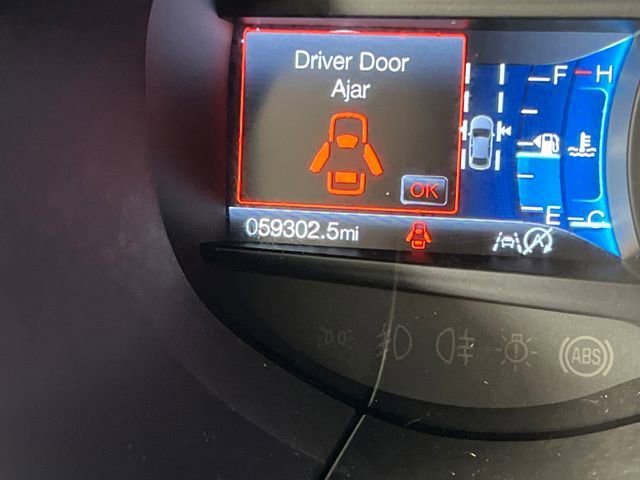 Driver Door
Ajar
OK
F
H
E
C
059302.5mi
ABS